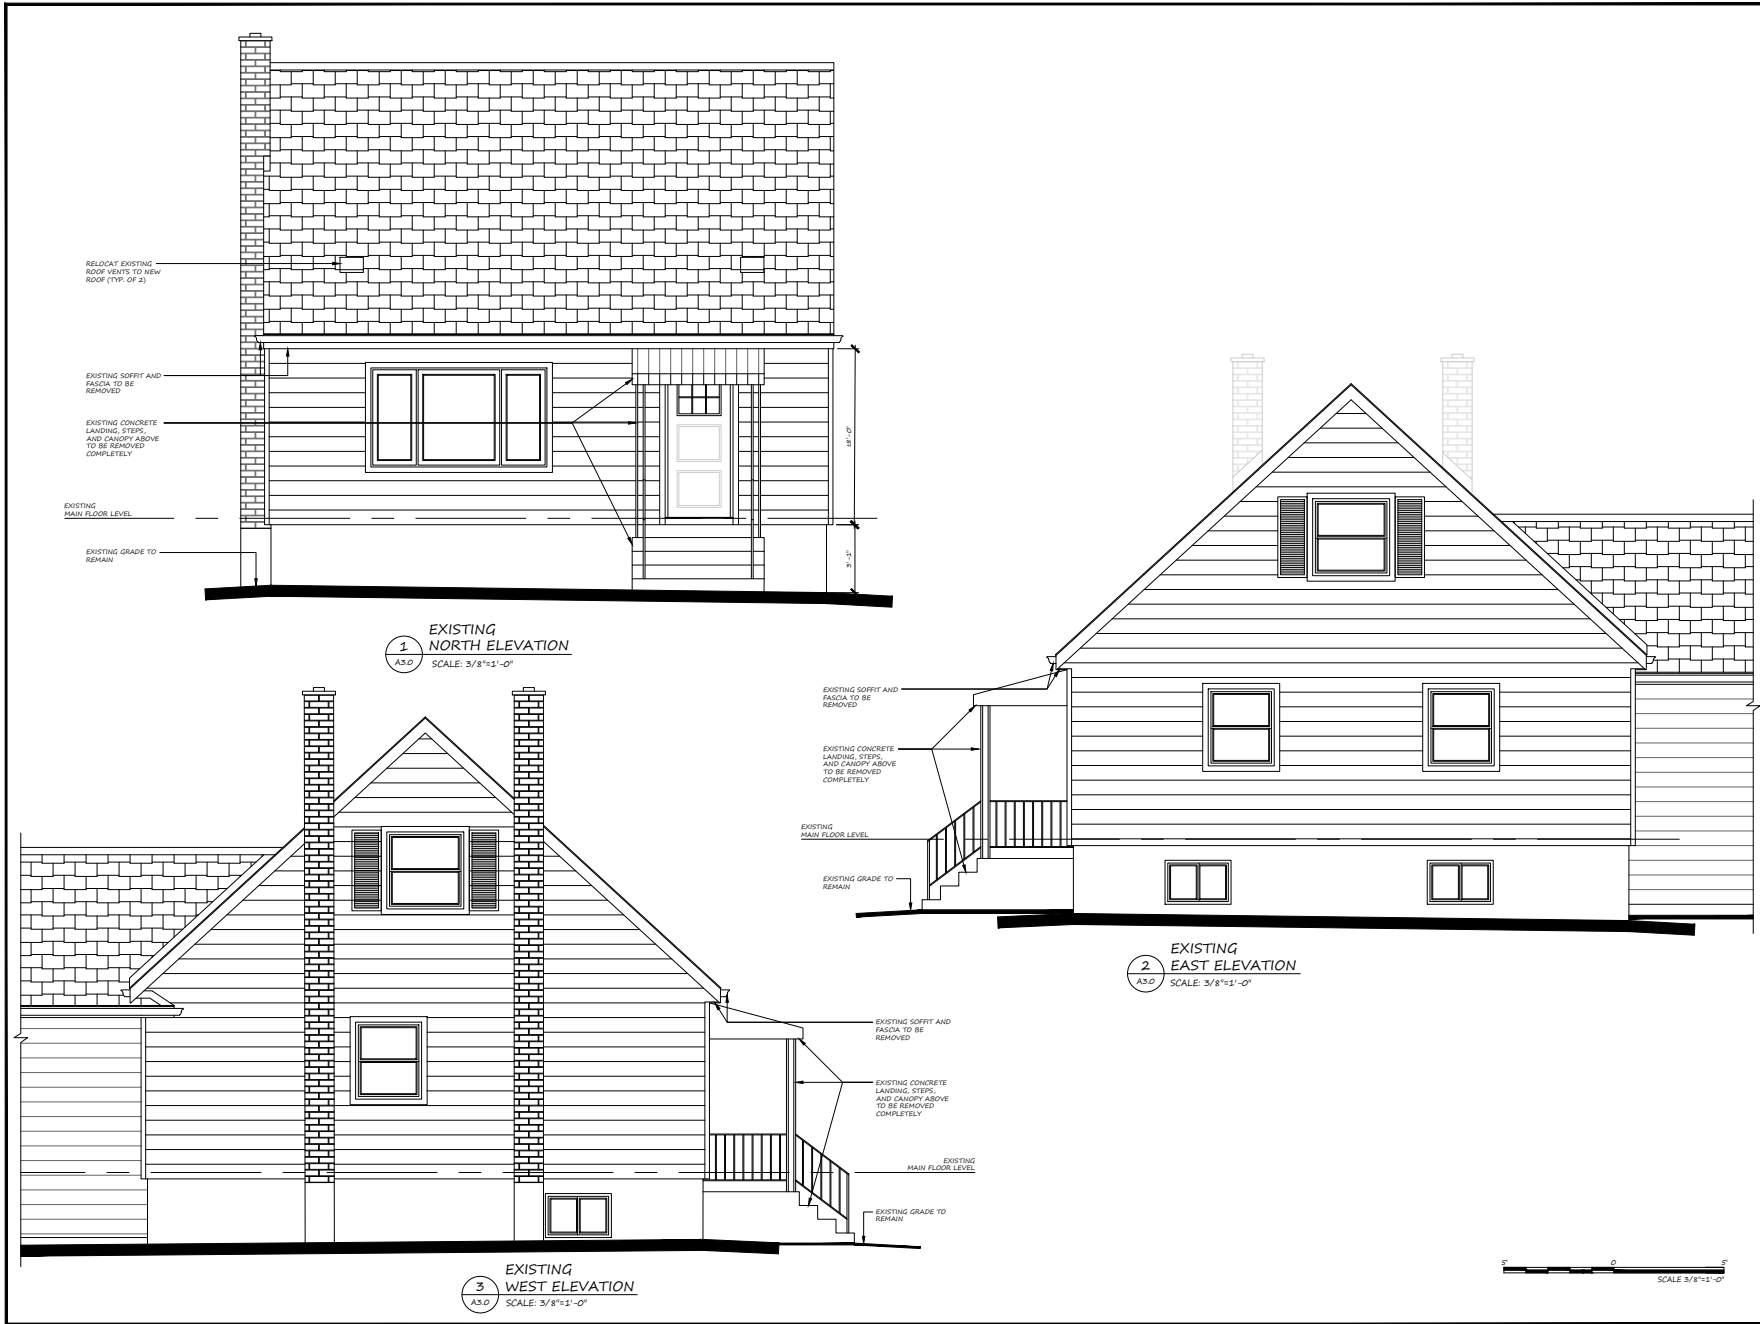 RELOCAT EXISTING
ROOF VENTS TO NEW
ROOF (TYP. OF 2)
EXISTING SOFFIT AND
FASCIA TO BE
REMOVED
EXISTING CONCRETE
LANDING, STEPS,
AND CANOPY ABOVE
TO BE REMOVED
COMPLETELY
EXISTING
MAIN FLOOR LEVEL
EXISTING GRADE TO
REMAIN
±8'-0"
3'-1"
EXISTING
1 NORTH ELEVATION
A3.0 SCALE: 3/8"=1'-0"
EXISTING SOFFIT AND
FASCIA TO BE
REMOVED
EXISTING CONCRETE
LANDING, STEPS,
AND CANOPY ABOVE
TO BE REMOVED
COMPLETELY
EXISTING
MAIN FLOOR LEVEL
EXISTING GRADE TO
REMAIN
EXISTING
2 EAST ELEVATION
A3.0 SCALE: 3/8"=1'-0"
EXISTING SOFFIT AND
FASCIA TO BE
REMOVED
EXISTING CONCRETE
LANDING, STEPS,
AND CANOPY ABOVE
TO BE REMOVED
COMPLETELY
EXISTING
MAIN FLOOR LEVEL
EXISTING GRADE TO
REMAIN
EXISTING
3 WEST ELEVATION
A3.0 SCALE: 3/8"=1'-0"
5' 0 5'
SCALE 3/8"=1'-0"